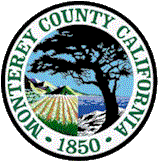 MONTEREY COUNTY CALIFORNIA
· 1850 ·